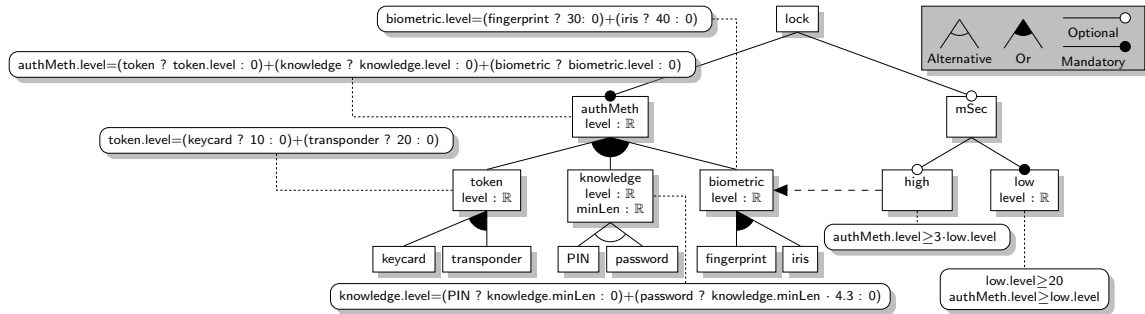 biometric.level=(fingerprint ? 30: 0)+(iris ? 40 : 0)
lock
Alternative
Or
Optional
Mandatory
authMeth.level=(token ? token.level : 0)+(knowledge ? knowledge.level : 0)+(biometric ? biometric.level : 0)
authMeth
level : ℝ
mSec
token.level=(keycard ? 10 : 0)+(transponder ? 20 : 0)
token
level : ℝ
knowledge
level : ℝ
minLen : ℝ
biometric
level : ℝ
high
low
level : ℝ
authMeth.level≥3·low.level
keycard
transponder
PIN
password
fingerprint
iris
low.level≥20
authMeth.level≥low.level
knowledge.level=(PIN ? knowledge.minLen : 0)+(password ? knowledge.minLen · 4.3 : 0)